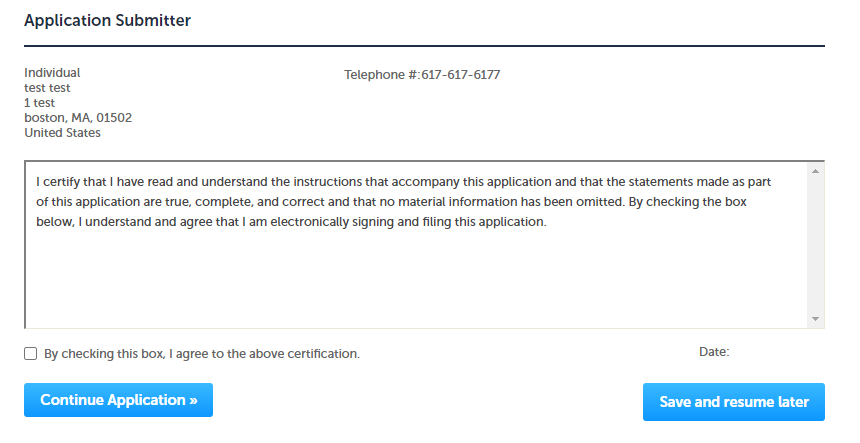 Application Submitter
Individual
Telephone #:617-617-6177
test test
1 test
boston, MA, 01502
United States
I certify that I have read and understand the instructions that accompany this application and that the statements made as part
of this application are true, complete, and correct and that no material information has been omitted. By checking the box
below, I understand and agree that I am electronically signing and filing this application.
By checking this box, I agree to the above certification.
Date:
Continue Application »
Save and resume later